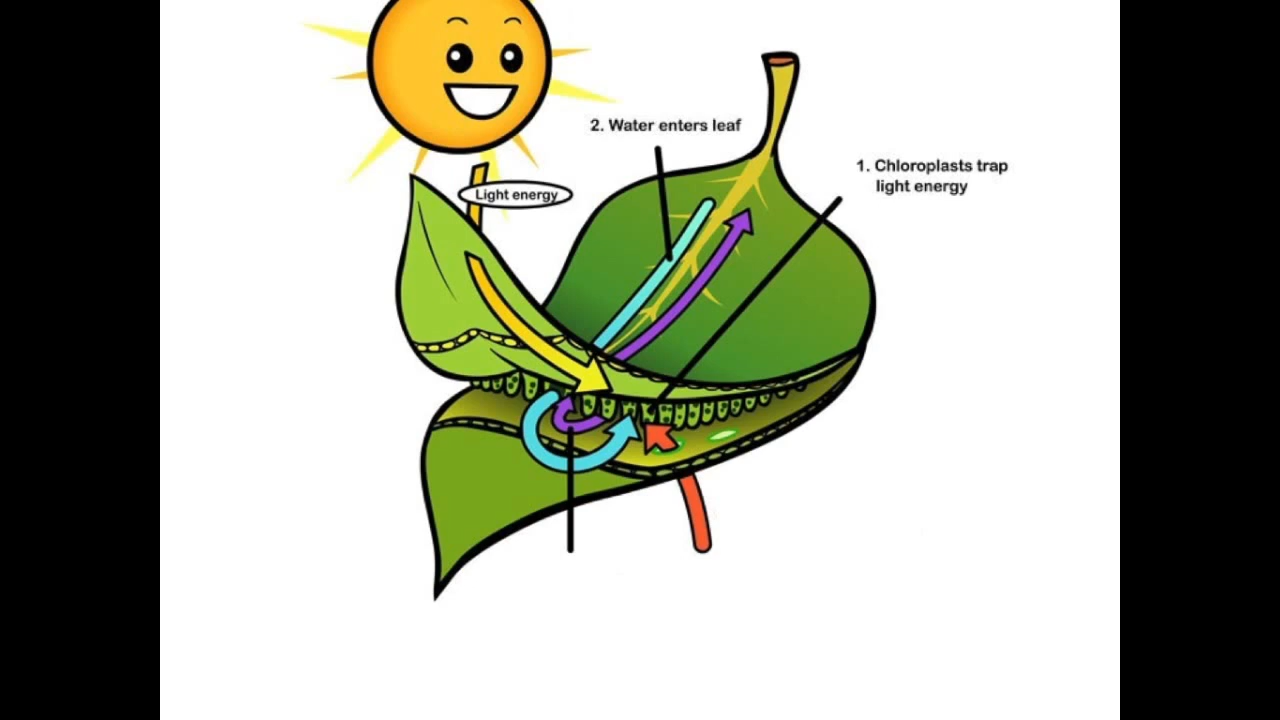 2. Water enters leaf
1. Chloroplasts trap
light energy
Light energy